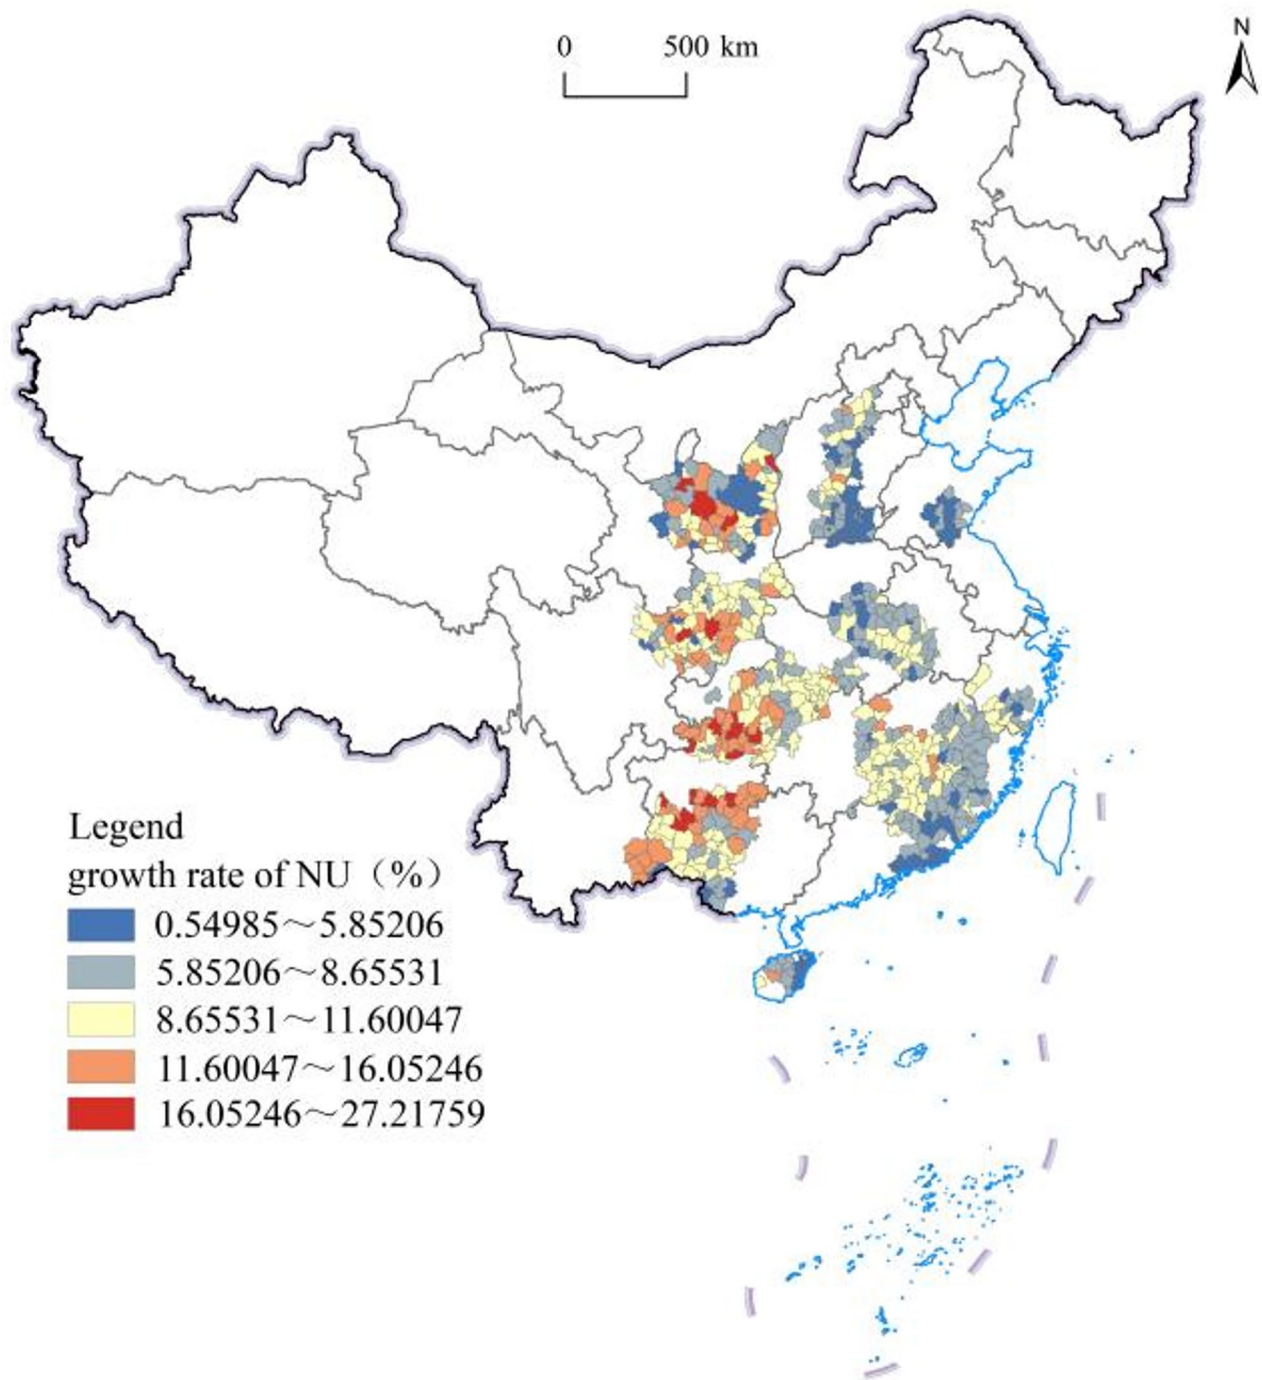 0 500 km
N
Legend
growth rate of NU（%）
0.54985～5.85206
5.85206～8.65531
8.65531～11.60047
11.60047～16.05246
16.05246～27.21759